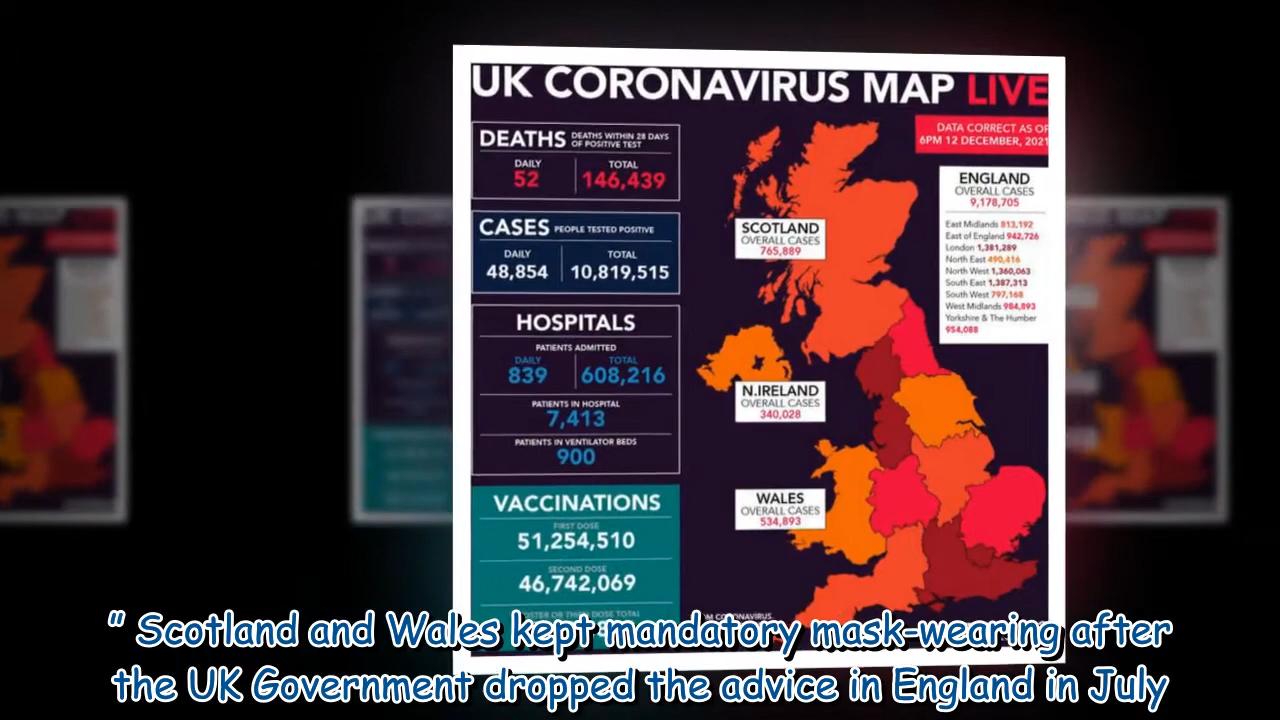 UK CORONAVIRUS MAP LIVE
DATA CORRECT AS OF
6PM 12 DECEMBER, 2021
DEATHS DEATHS WITHIN 28 DAYS
OF POSITIVE TEST
DAILY TOTAL
52 146,439
CASES PEOPLE TESTED POSITIVE
DAILY TOTAL
48,854 10,819,515
HOSPITALS
PATIENTS ADMITTED
DAILY TOTAL
839 608,216
PATIENTS IN HOSPITAL
7,413
PATIENTS IN VENTILATOR BEDS
900
VACCINATIONS
FIRST DOSE
51,254,510
SECOND DOSE
46,742,069
DOSE TOTAL
SCOTLAND
OVERALL CASES
765,889
N.IRELAND
OVERALL CASES
340,028
WALES
OVERALL CASES
534,893
ENGLAND
OVERALL CASES
9,178,705
East Midlands 813,192
East of England 942,726
London 1,381,289
North East 490,416
North West 1,360,063
South East 1,387,313
South West 797,168
West Midlands 984,893
Yorkshire & The Humber
954,088
CORONAVIRUS
" Scotland and Wales kept mandatory mask-wearing after
the UK Government dropped the advice in England in July